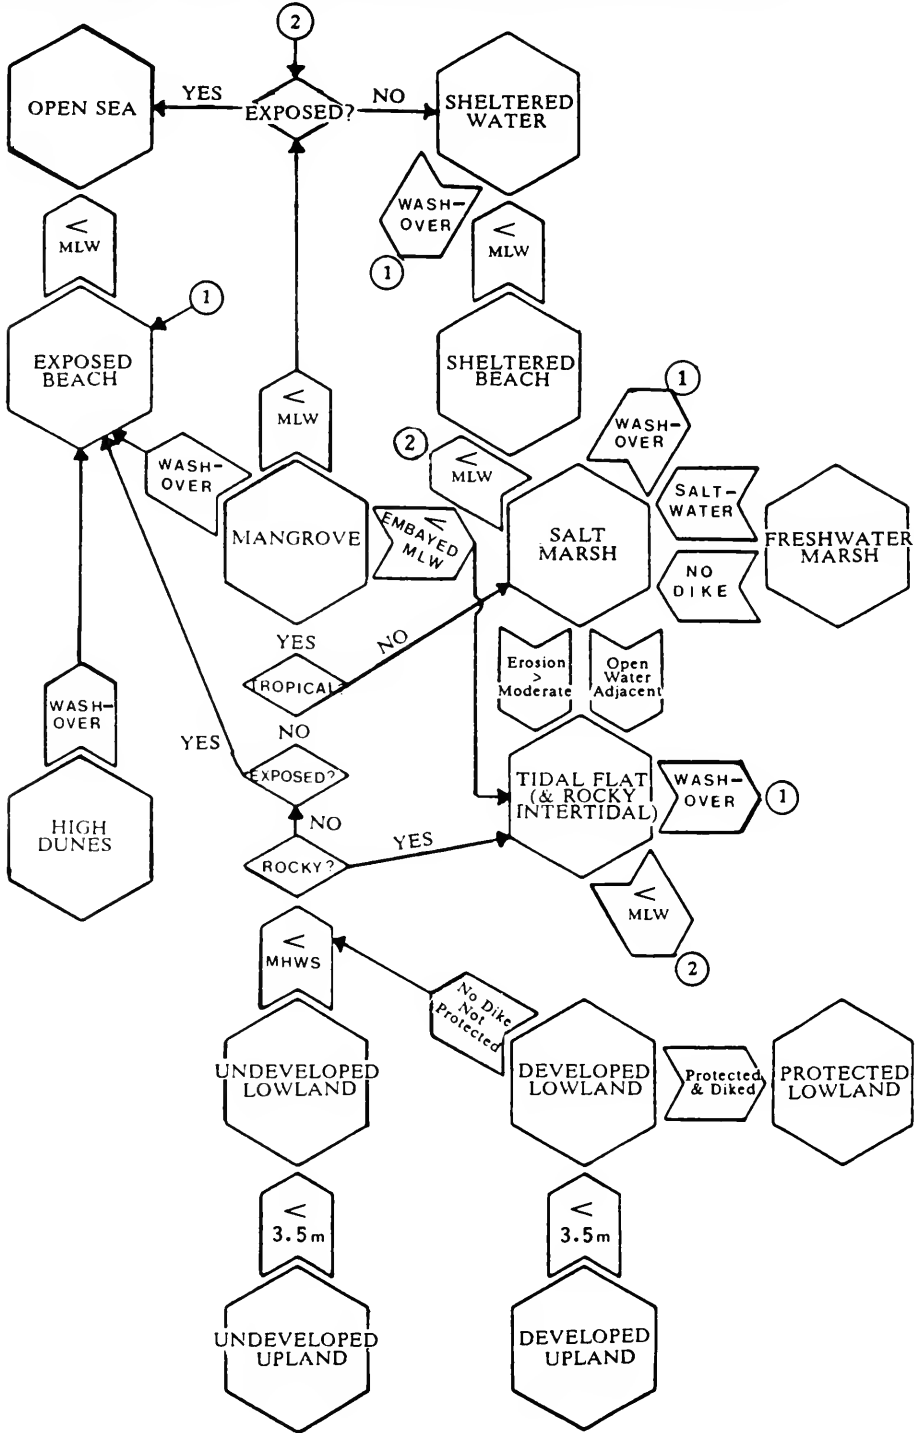 2
OPEN SEA
YES
EXPOSED?
NO
SHELTERED
WATER
<
MLW
WASH-
OVER
1
<
MLW
1
EXPOSED
BEACH
SHELTERED
BEACH
<
MLW
1
WASH-
OVER
2
<
MLW
WASH-
OVER
SALT-
WATER
MANGROVE
<
EMBAYED
MLW
SALT
MARSH
FRESHWATER
MARSH
NO
DIKE
YES
NO
TROPICAL?
Erosion
>
Moderate
Open
Water
Adjacent
WASH-
OVER
YES
NO
EXPOSED?
TIDAL FLAT
(& ROCKY
INTERTIDAL)
WASH-
OVER
1
HIGH
DUNES
NO
ROCKY?
YES
<
MLW
2
<
MHWS
No Dike
Not
Protected
UNDEVELOPED
LOWLAND
DEVELOPED
LOWLAND
Protected
& Diked
PROTECTED
LOWLAND
<
3.5m
<
3.5m
UNDEVELOPED
UPLAND
DEVELOPED
UPLAND